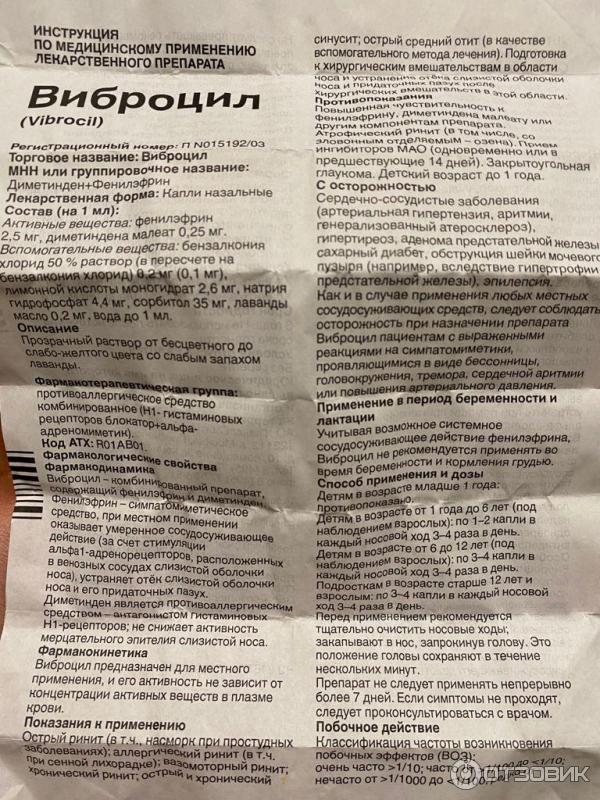 ИНСТРУКЦИЯ
ПО МЕДИЦИНСКОМУ ПРИМЕНЕНИЮ
ЛЕКАРСТВЕННОГО ПРЕПАРАТА
Виброцил
(Vibrocil)
Регистрационный номер: П N015192/03
Торговое название: Виброцил
МНН или группировочное название:
Диметинден+Фенилэфрин
Лекарственная форма: Капли назальные
Состав (на 1 мл):
Активные вещества: фенилэфрин
2,5 мг, диметиндена малеат 0,25 мг.
Вспомогательные вещества: бензалкония
хлорид 50 % раствор (в пересчете на
бензалкония хлорид) 0,2 мг (0,1 мг),
лимонной кислоты моногидрат 2,6 мг, натрия
гидрофосфат 4,4 мг, сорбитол 35 мг, лаванды
масло 0,2 мг, вода до 1 мл.
Описание
Прозрачный раствор от бесцветного до
слабо-желтого цвета со слабым запахом
лаванды.
Фармакотерапевтическая группа:
противоаллергическое средство
комбинированное (H1- гистаминовых
рецепторов блокатор+альфа-
адреномиметик).
Код АТХ: R01AB01.
Фармакологические свойства
Фармакодинамика
Виброцил – комбинированный препарат,
содержащий фенилэфрин и диметинден.
Фенилэфрин – симпатомиметическое
средство, при местном применении
оказывает умеренное сосудосуживающее
действие (за счет стимуляции
альфа1-адренорецепторов, расположенных
в венозных сосудах слизистой оболочки
носа), устраняет отёк слизистой оболочки
носа и его придаточных пазух.
Диметинден является противоаллергическим
средством – антагонистом гистаминовых
H1-рецепторов; не снижает активность
мерцательного эпителия слизистой носа.
Фармакокинетика
Виброцил предназначен для местного
применения, и его активность не зависит от
концентрации активных веществ в плазме
крови.
Показания к применению
Острый ринит (в т.ч., насморк при простудных
заболеваниях); аллергический ринит (в т.ч.
при сенной лихорадке); вазомоторный ринит;
хронический ринит; острый и хронический
синусит; острый средний отит (в качестве
вспомогательного метода лечения). Подготовка
к хирургическим вмешательствам в области
носа и устранения отёка слизистой оболочки
носа и придаточных пазух после
хирургических вмешательств в этой области.
Противопоказания
Повышенная чувствительность к
фенилэфрину, диметиндена малеату и
другим компонентам препарата.
Атрофический ринит (в том числе, со
зловонным отделяемым – озена). Прием
ингибиторов МАО (одновременно или в
предшествующие 14 дней). Закрытоугольная
глаукома. Детский возраст до 1 года.
С осторожностью
Сердечно-сосудистые заболевания
(артериальная гипертензия, аритмии,
генерализованный атеросклероз),
гипертиреоз, аденома предстательной железы,
сахарный диабет, обструкция шейки мочевого
пузыря (например, вследствие гипертрофии
предстательной железы), эпилепсия.
Как и в случае применения любых местных
сосудосуживающих средств, следует соблюдать
осторожность при назначении препарата
Виброцил пациентам с выраженными
реакциями на симпатомиметики,
проявляющимися в виде бессонницы,
головокружения, тремора, сердечной аритмии
или повышения артериального давления.
Применение в период беременности и
лактации
Учитывая возможное системное
сосудосуживающее действие фенилэфрина,
Виброцил не рекомендуется применять во
время беременности и кормления грудью.
Способ применения и дозы
Детям в возрасте младше 1 года:
противопоказано.
Детям в возрасте от 1 года до 6 лет (под
наблюдением взрослых): по 1–2 капли в
каждый носовой ход 3–4 раза в день.
Детям в возрасте от 6 до 12 лет (под
наблюдением взрослых): по 3–4 капли в
каждый носовой ход 3–4 раза в день.
Подросткам в возрасте старше 12 лет и
взрослым: по 3–4 капли в каждый носовой
ход 3–4 раза в день.
Перед применением рекомендуется
тщательно очистить носовые ходы;
закапывают в нос, запрокинув голову. Это
положение головы сохраняют в течение
нескольких минут.
Препарат не следует применять непрерывно
более 7 дней. Если симптомы не проходят,
следует проконсультироваться с врачом.
Побочное действие
Классификация частоты возникновения
побочных эффектов (ВОЗ):
очень часто >1/10; часто от >1/100 до <1/10;
нечасто от >1/1000 до <1/100;
ОТЗОВИК